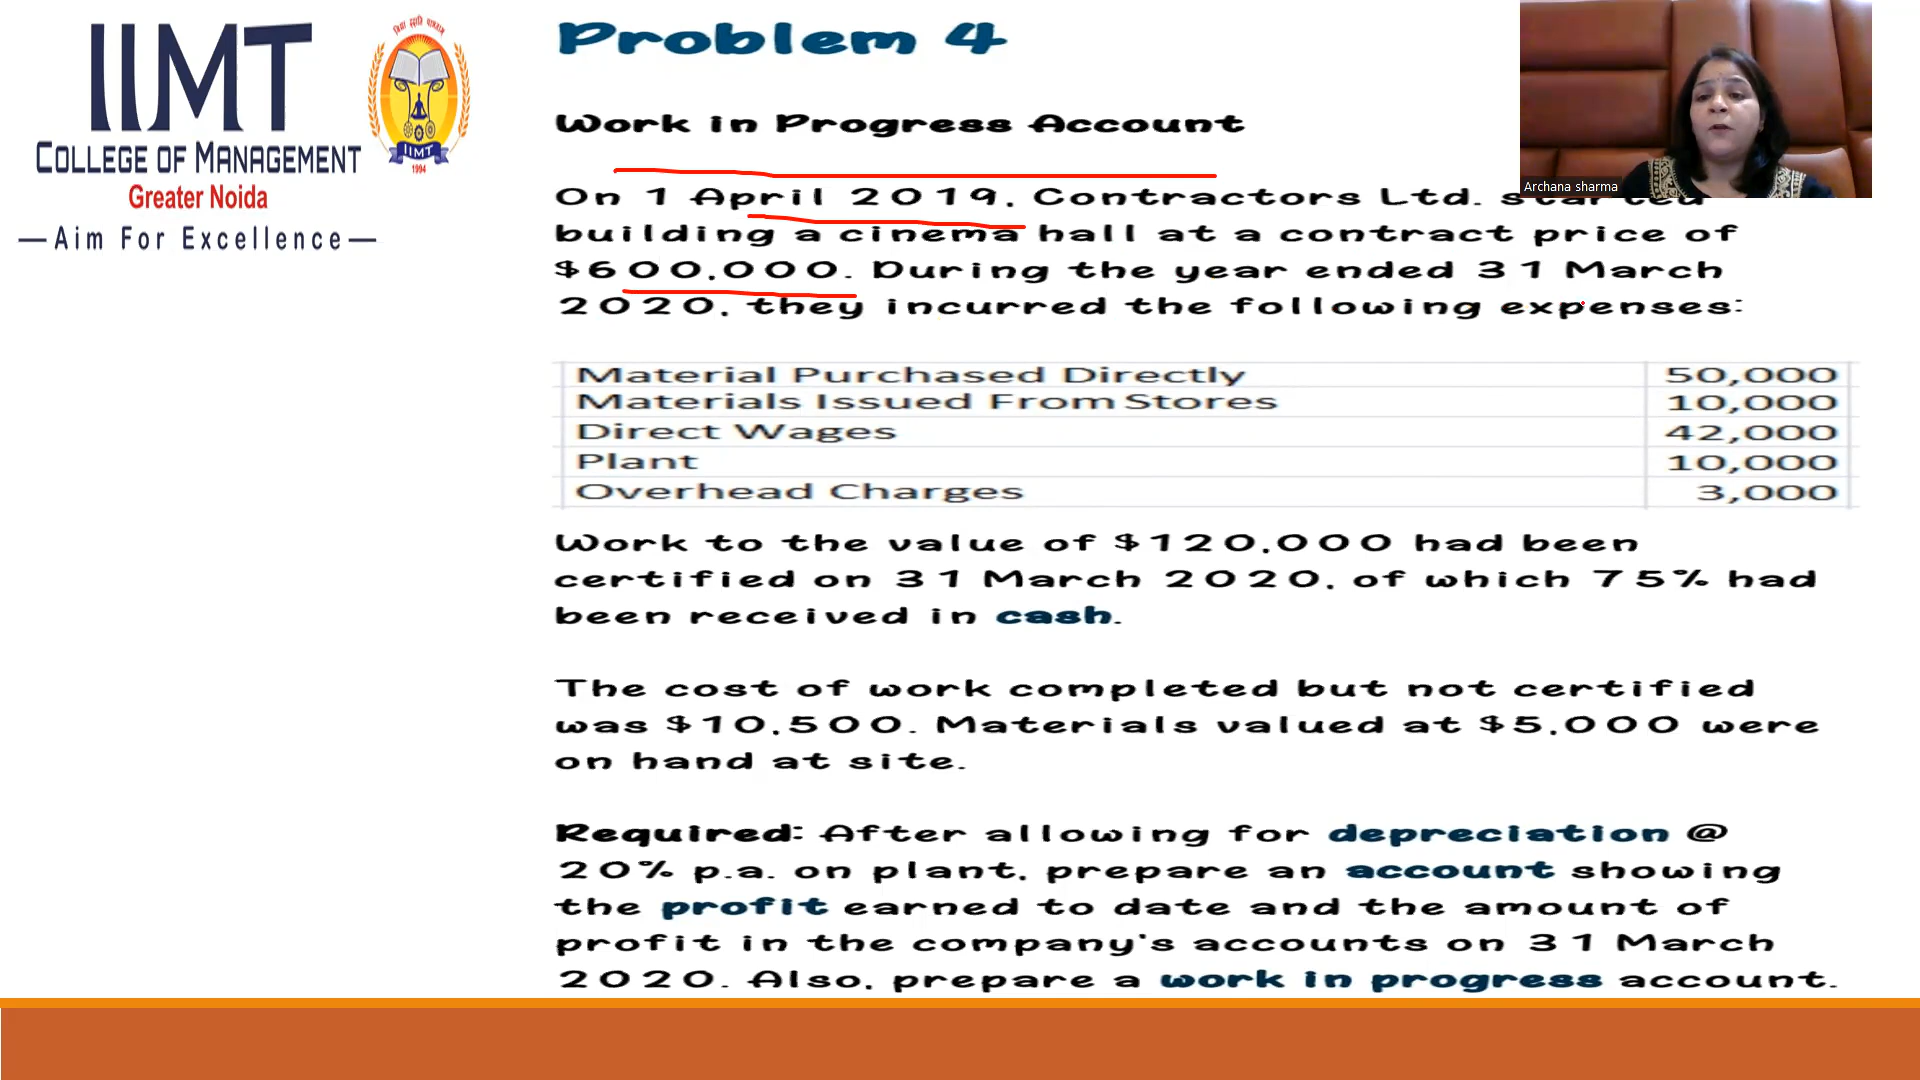 IIMT
COLLEGE OF MANAGEMENT
Greater Noida
—Aim For Excellence—
IIMT
1994
Problem 4
Work in Progress Account
On 1 April 2019, Contractors Ltd. started
building a cinema hall at a contract price of
$600,000. During the year ended 31 March
2020, they incurred the following expenses:
Material Purchased Directly 50,000
Materials Issued From Stores 10,000
Direct Wages 42,000
Plant 10,000
Overhead Charges 3,000
Work to the value of $120,000 had been
certified on 31 March 2020, of which 75% had
been received in cash.
The cost of work completed but not certified
was $10,500. Materials valued at $5,000 were
on hand at site.
Required: After allowing for depreciation @
20% p.a. on plant, prepare an account showing
the profit earned to date and the amount of
profit in the company's accounts on 31 March
2020. Also, prepare a work in progress account.
Archana sharma